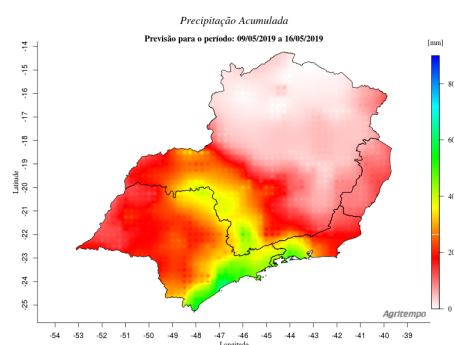 Precipitação Acumulada
Previsão para o período: 09/05/2019 a 16/05/2019
[mm]
-14
-15
-16
-17
-18
-19
-20
-21
-22
-23
-24
-25
Latitude
80
60
40
20
0
Agritempo
-54 -53 -52 -51 -50 -49 -48 -47 -46 -45 -44 -43 -42 -41 -40 -39
Longitude